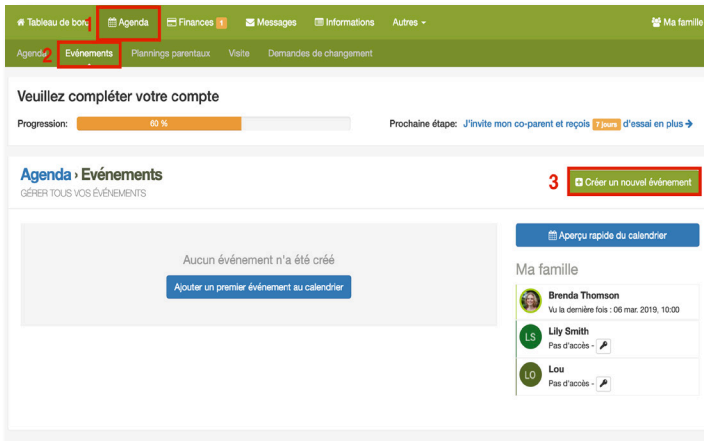 Tableau de bord 1 Agenda Finances 1 Messages Informations Autres Ma famille
Agenda 2 Evénements Plannings parentaux Visite Demandes de changement
Veuillez compléter votre compte
Progression: 60 % Prochaine étape: J'invite mon co-parent et reçois 7 jours d'essai en plus
Agenda › Evénements
GÉRER TOUS VOS ÉVÉNEMENTS
3 Créer un nouvel événement
Aucun événement n'a été créé
Ajouter un premier événement au calendrier
Aperçu rapide du calendrier
Ma famille
Brenda Thomson
Vu la dernière fois : 06 mar. 2019, 10:00
LS Lily Smith
Pas d'accès -
LO Lou
Pas d'accès -